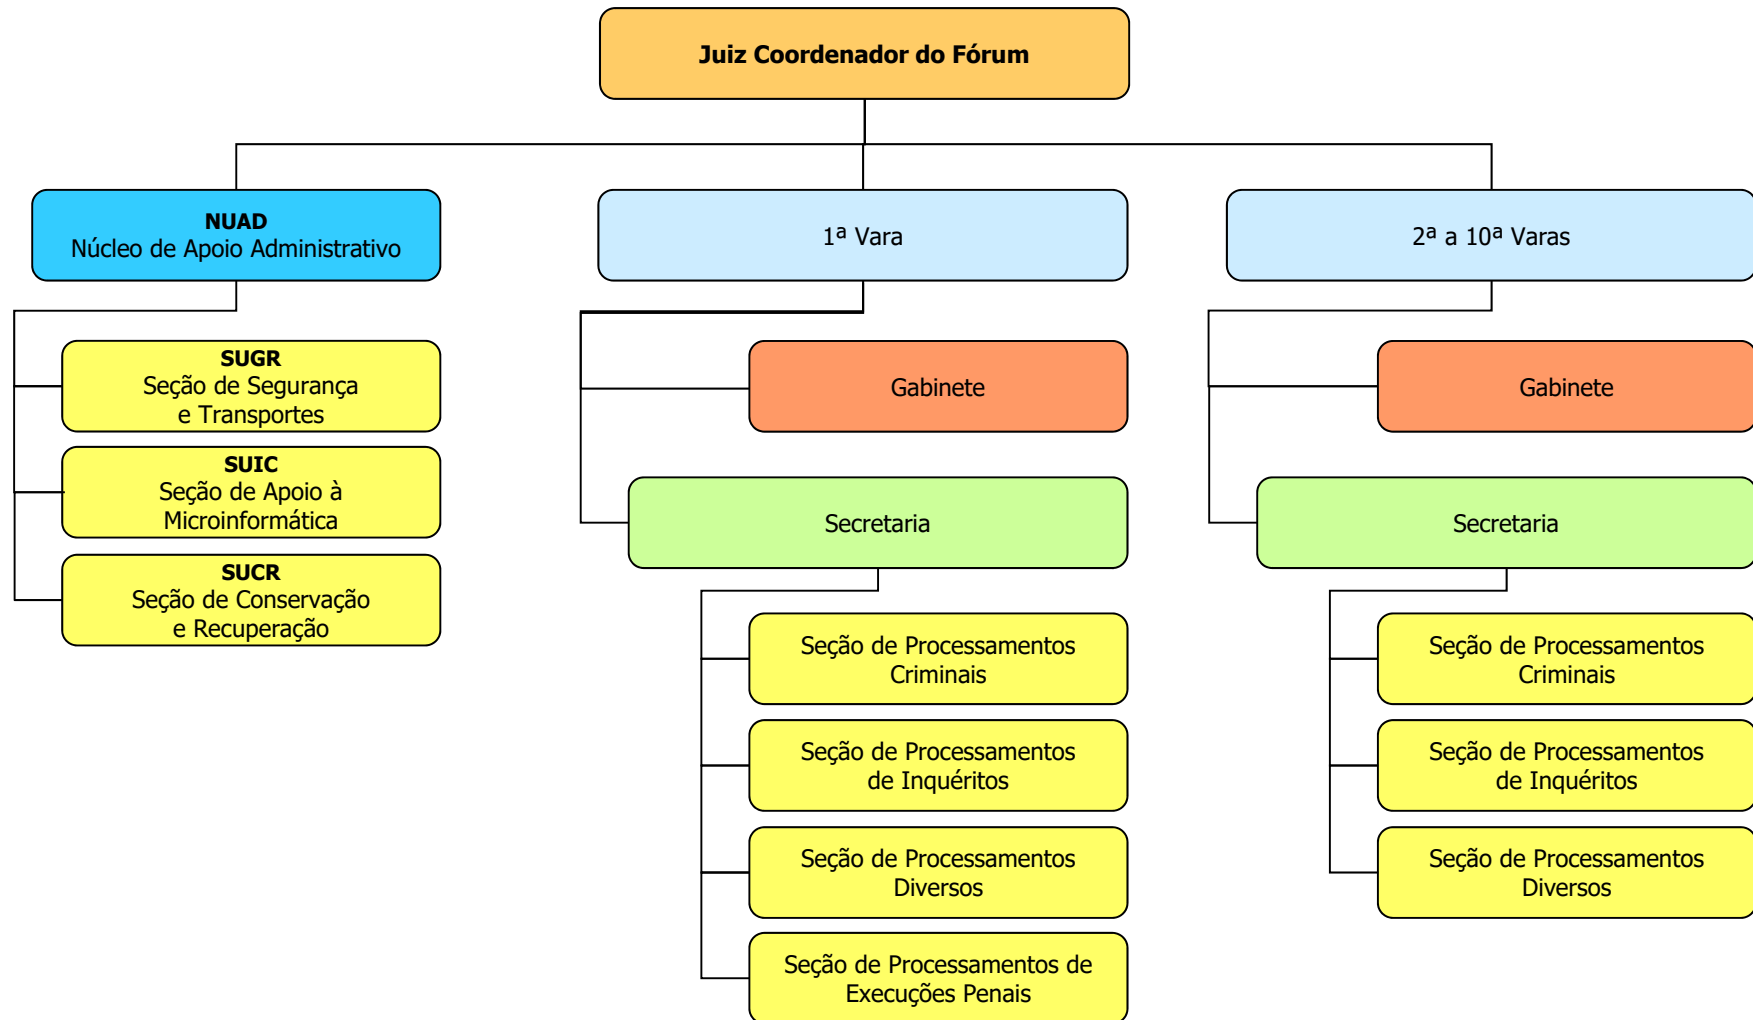 Juiz Coordenador do Fórum
NUAD
Núcleo de Apoio Administrativo
SUGR
Seção de Segurança
e Transportes
SUIC
Seção de Apoio à
Microinformática
SUCR
Seção de Conservação
e Recuperação
1ª Vara
Gabinete
Secretaria
Seção de Processamentos
Criminais
Seção de Processamentos
de Inquéritos
Seção de Processamentos
Diversos
Seção de Processamentos de
Execuções Penais
2ª a 10ª Varas
Gabinete
Secretaria
Seção de Processamentos
Criminais
Seção de Processamentos
de Inquéritos
Seção de Processamentos
Diversos